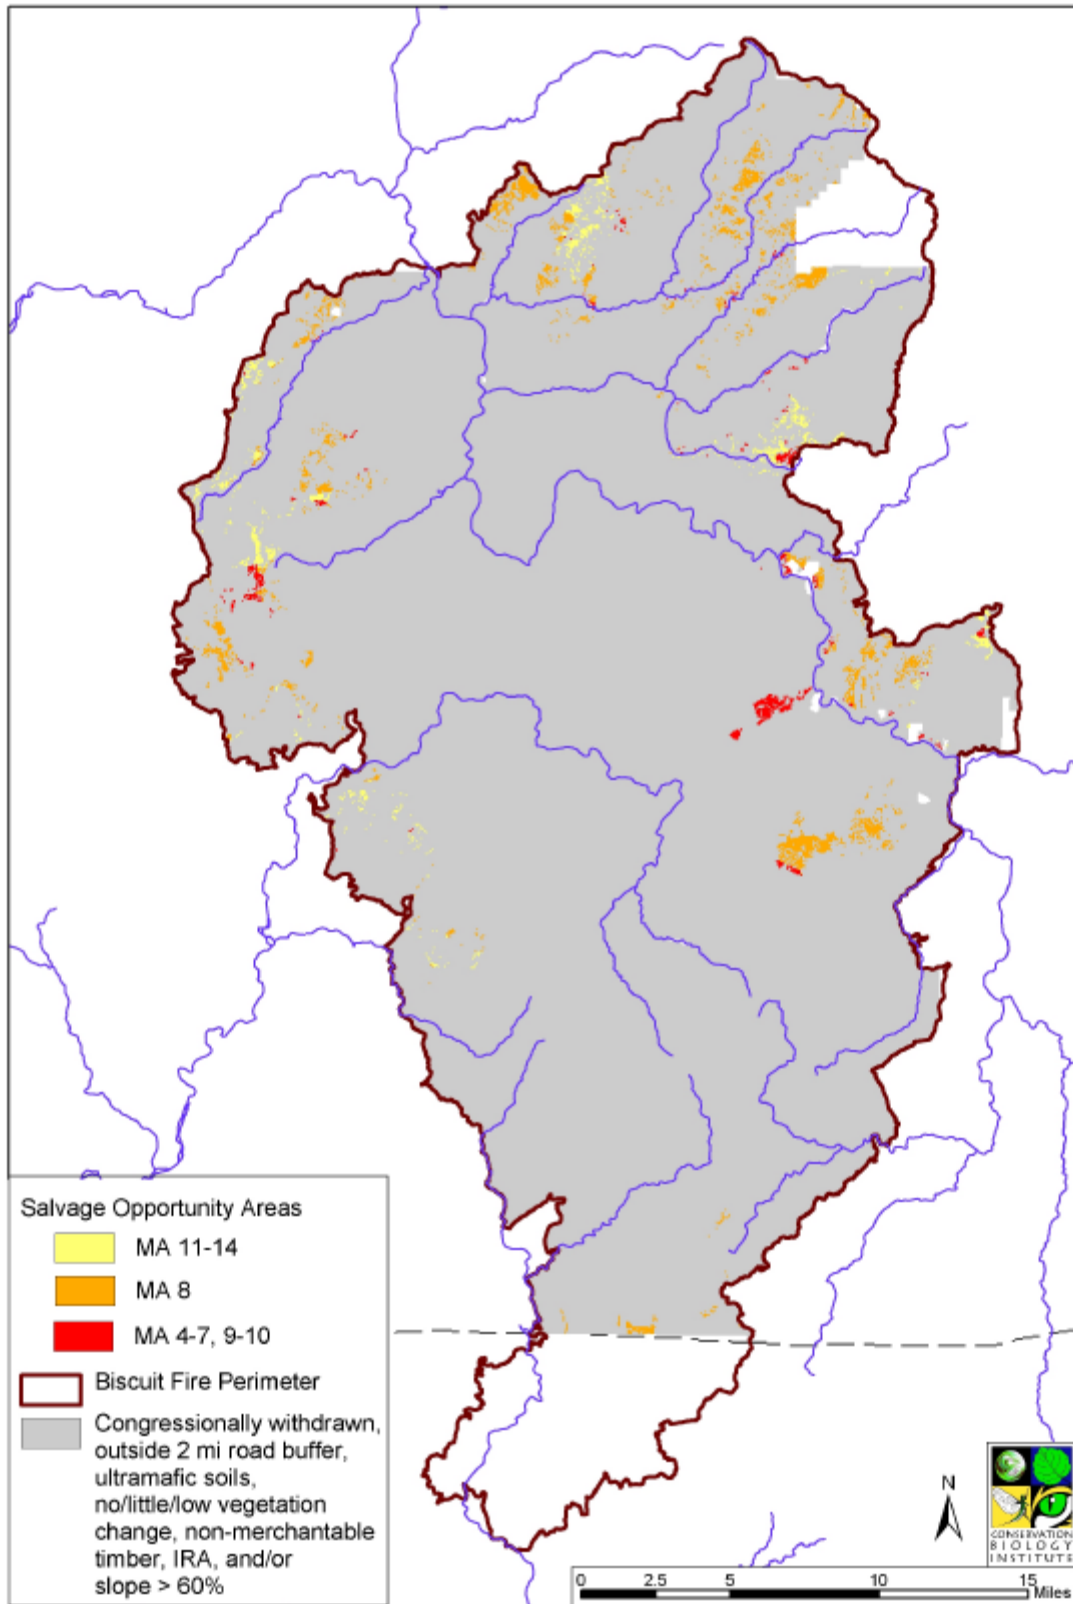 Salvage Opportunity Areas
MA 11-14
MA 8
MA 4-7, 9-10
Biscuit Fire Perimeter
Congressionally withdrawn,
outside 2 mi road buffer,
ultramafic soils,
no/little/low vegetation
change, non-merchantable
timber, IRA, and/or
slope > 60%
N
CONSERVATION
BIOLOGY
INSTITUTE
0 2.5 5 10 15
Miles